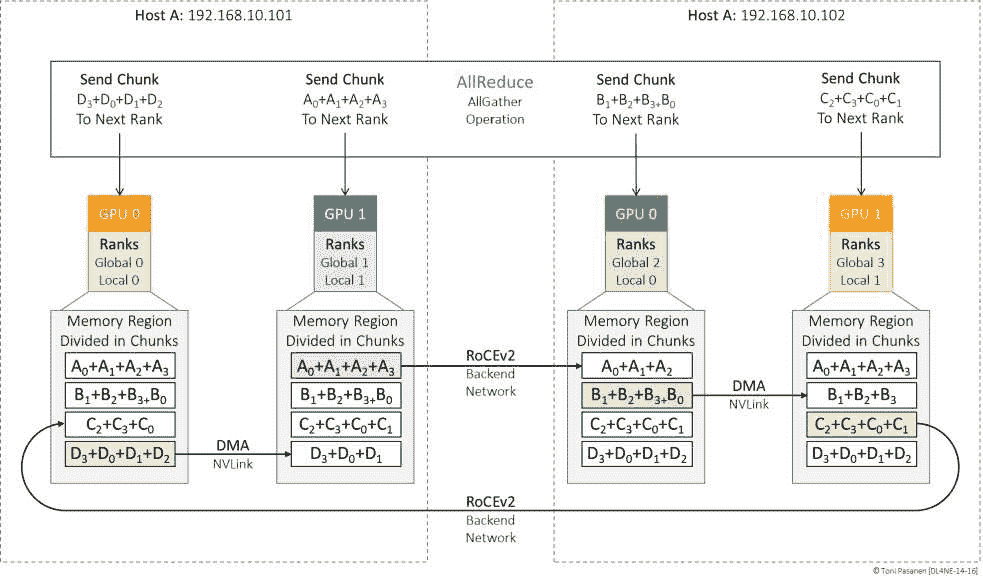 Host A: 192.168.10.101
Host A: 192.168.10.102
Send Chunk
D₃+D₀+D₁+D₂
To Next Rank
Send Chunk
A₀+A₁+A₂+A₃
To Next Rank
AllReduce
AllGather
Operation
Send Chunk
B₁+B₂+B₃₊B₀
To Next Rank
Send Chunk
C₂+C₃+C₀+C₁
To Next Rank
GPU 0
Ranks
Global 0
Local 0
GPU 1
Ranks
Global 1
Local 1
GPU 0
Ranks
Global 2
Local 0
GPU 1
Ranks
Global 3
Local 1
Memory Region
Divided in Chunks
A₀+A₁+A₂+A₃
B₁+B₂+B₃₊B₀
C₂+C₃+C₀
D₃+D₀+D₁+D₂
DMA
NVLink
Memory Region
Divided in Chunks
A₀+A₁+A₂+A₃
B₁+B₂+B₃₊B₀
C₂+C₃+C₀+C₁
D₃+D₀+D₁
RoCEv2
Backend
Network
Memory Region
Divided in Chunks
A₀+A₁+A₂
B₁+B₂+B₃₊B₀
C₂+C₃+C₀+C₁
D₃+D₀+D₁+D₂
DMA
NVLink
Memory Region
Divided in Chunks
A₀+A₁+A₂+A₃
B₁+B₂+B₃
C₂+C₃+C₀+C₁
D₃+D₀+D₁+D₂
RoCEv2
Backend
Network
© Toni Pasanen [DL4NE-14-16]